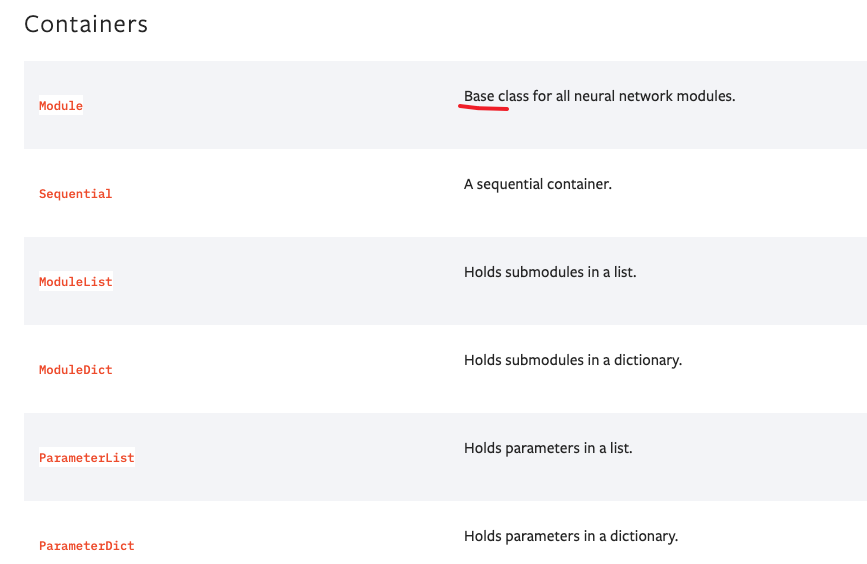 Containers
Module
Base class for all neural network modules.
Sequential
A sequential container.
ModuleList
Holds submodules in a list.
ModuleDict
Holds submodules in a dictionary.
ParameterList
Holds parameters in a list.
ParameterDict
Holds parameters in a dictionary.